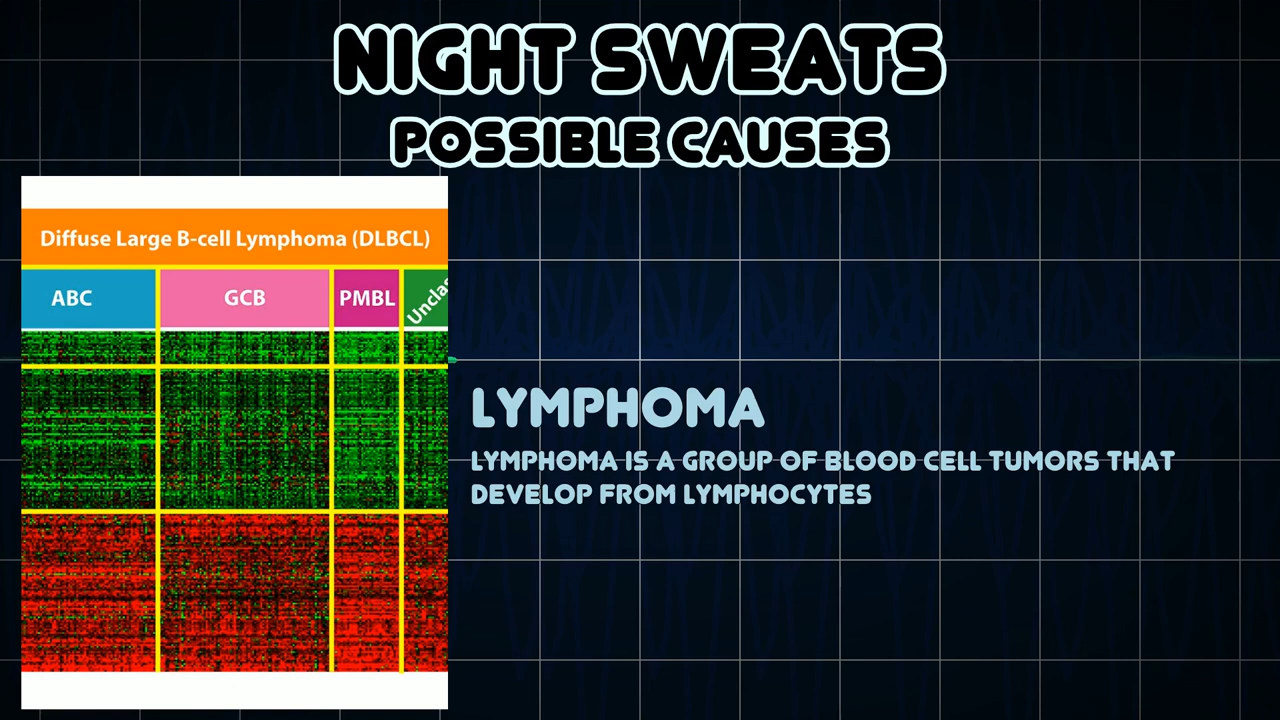 NIGHT SWEATS
POSSIBLE CAUSES
Diffuse Large B-cell Lymphoma (DLBCL)
ABC GCB PMBL
LYMPHOMA
LYMPHOMA IS A GROUP OF BLOOD CELL TUMORS THAT
DEVELOP FROM LYMPHOCYTES